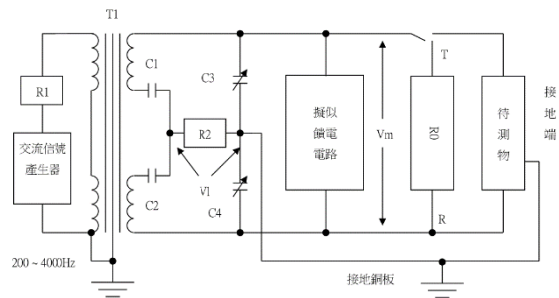 T1
C1
C3
R1
R2
交流信號
產生器
V1
C2
C4
擬似
饋電
電路
Vm
T
R0
R
待
測
物
接
地
端
200 ~ 4000Hz
接地銅板